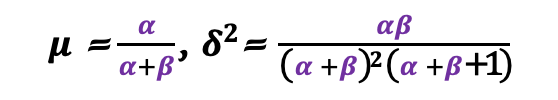 μ = α/(α+β), δ² = αβ/((α+β)²(α+β+1))